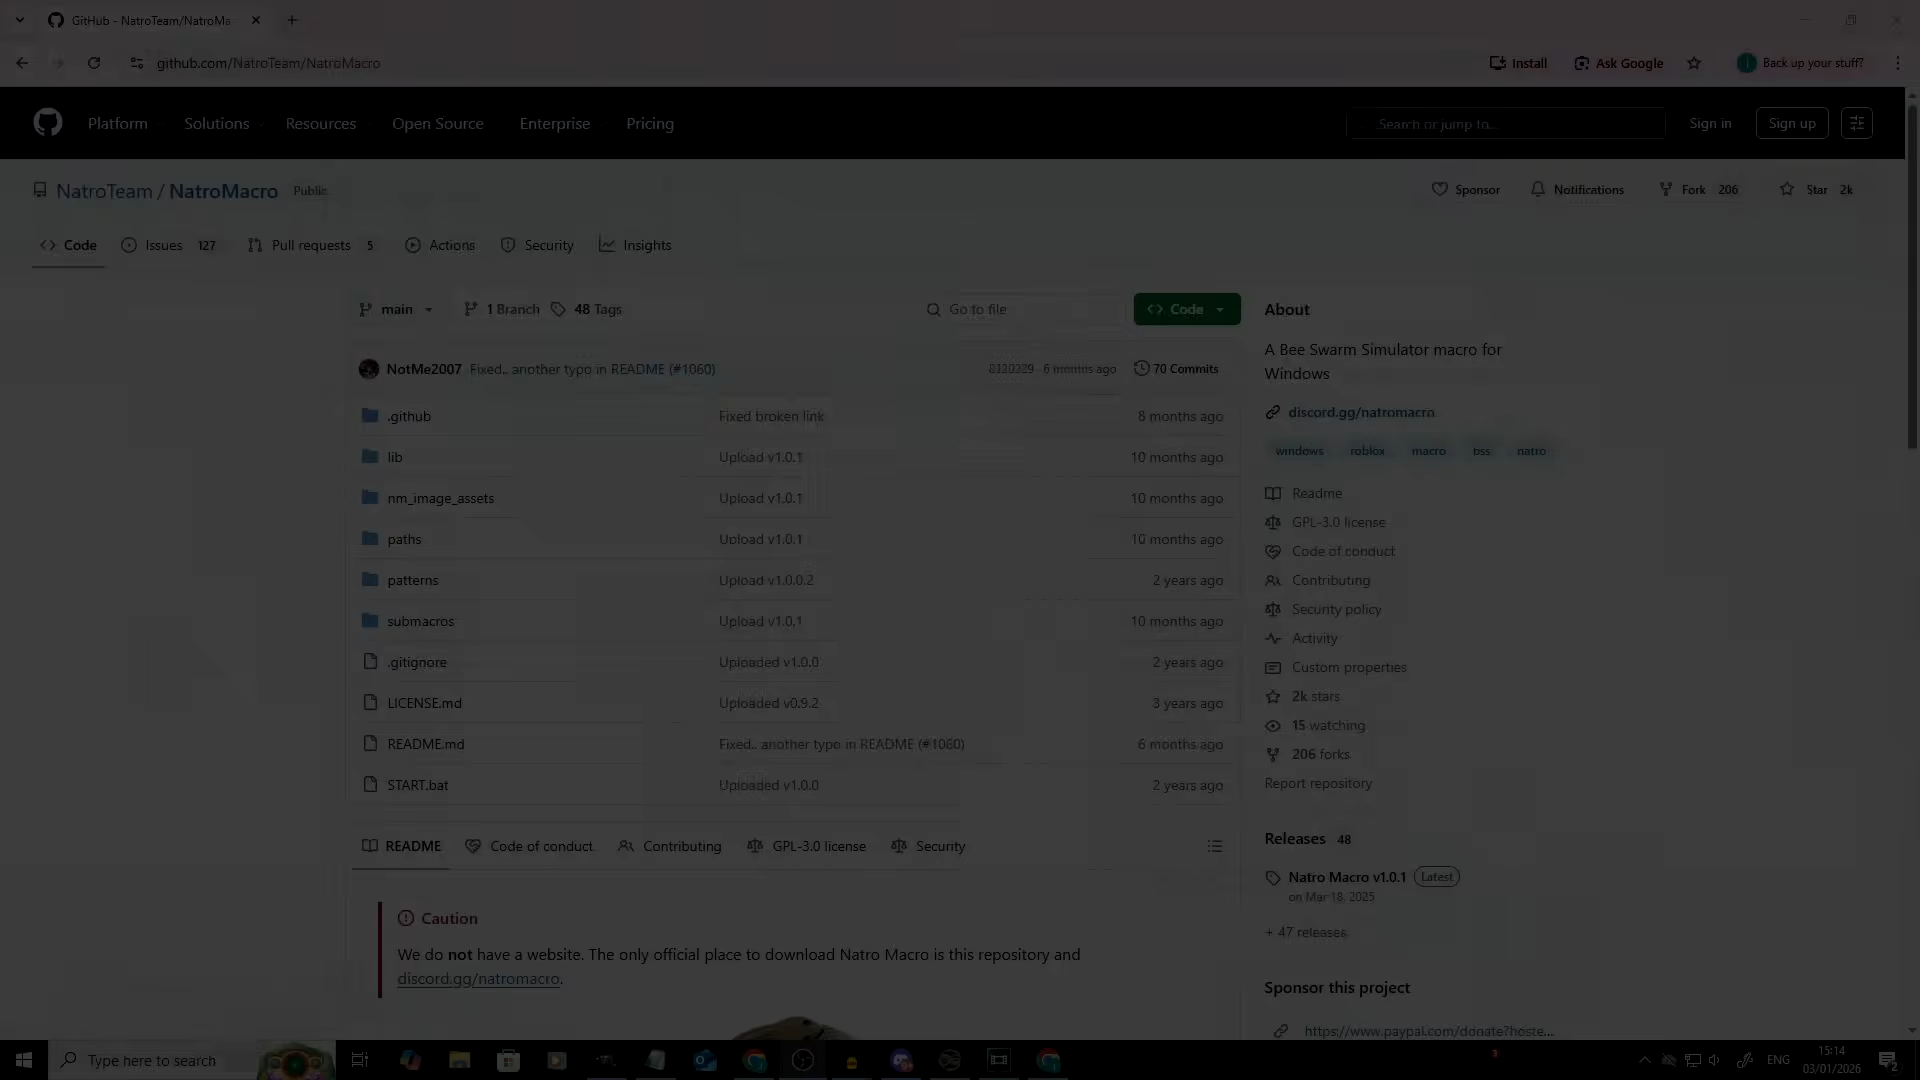 GitHub - NatroTeam/NatroMa
github.com/NatroTeam/NatroMacro
Install
Ask Google
Back up your stuff?
Platform
Solutions
Resources
Open Source
Enterprise
Pricing
Search or jump to...
Sign in
Sign up
NatroTeam / NatroMacro
Public
Sponsor
Notifications
Fork 206
Star 2k
Code
Issues 127
Pull requests 5
Actions
Security
Insights
main
1 Branch
48 Tags
Go to file
Code
NotMe2007 Fixed.. another typo in README (#1060)
6 months ago
70 Commits
.github Fixed broken link 8 months ago
lib Upload v1.0.1 10 months ago
nm_image_assets Upload v1.0.1 10 months ago
paths Upload v1.0.1 10 months ago
patterns Upload v1.0.0.2 2 years ago
submacros Upload v1.0.1 10 months ago
.gitignore Uploaded v1.0.0 2 years ago
LICENSE.md Uploaded v0.9.2 3 years ago
README.md Fixed.. another typo in README (#1060) 6 months ago
START.bat Uploaded v1.0.0 2 years ago
README
Code of conduct
Contributing
GPL-3.0 license
Security
Caution
We do not have a website. The only official place to download Natro Macro is this repository and
discord.gg/natromacro.
About
A Bee Swarm Simulator macro for
Windows
discord.gg/natromacro
windows roblox macro bss natro
Readme
GPL-3.0 license
Code of conduct
Contributing
Security policy
Activity
Custom properties
2k stars
15 watching
206 forks
Report repository
Releases 48
Natro Macro v1.0.1 Latest
on Mar 18, 2025
+ 47 releases
Sponsor this project
https://www.paypal.com/donate?hoste...
Type here to search
3
ENG
15:14
03/01/2026
2